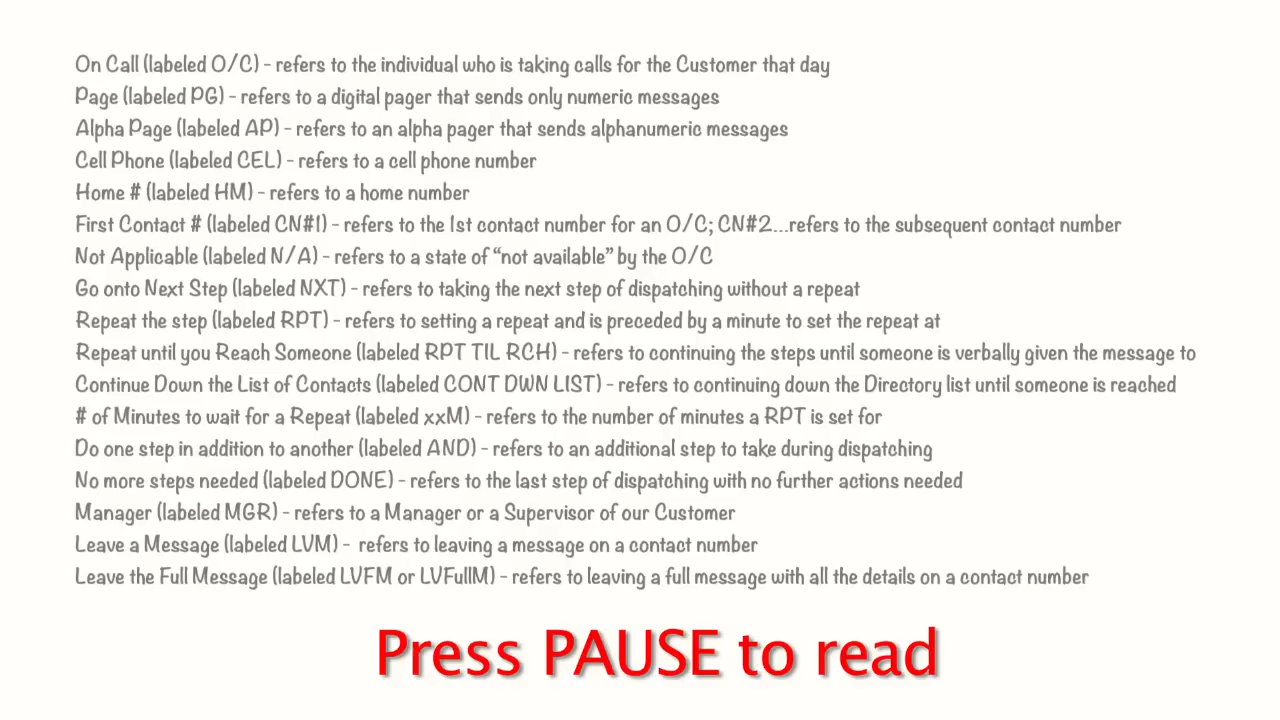 On Call (labeled O/C) - refers to the individual who is taking calls for the Customer that day
Page (labeled PG) - refers to a digital pager that sends only numeric messages
Alpha Page (labeled AP) - refers to an alpha pager that sends alphanumeric messages
Cell Phone (labeled CEL) - refers to a cell phone number
Home # (labeled HM) - refers to a home number
First Contact # (labeled CN#1) - refers to the 1st contact number for an O/C; CN#2...refers to the subsequent contact number
Not Applicable (labeled N/A) - refers to a state of “not available” by the O/C
Go onto Next Step (labeled NXT) - refers to taking the next step of dispatching without a repeat
Repeat the step (labeled RPT) - refers to setting a repeat and is preceded by a minute to set the repeat at
Repeat until you Reach Someone (labeled RPT TIL RCH) - refers to continuing the steps until someone is verbally given the message to
Continue Down the List of Contacts (labeled CONT DWN LIST) - refers to continuing down the Directory list until someone is reached
# of Minutes to wait for a Repeat (labeled xxM) - refers to the number of minutes a RPT is set for
Do one step in addition to another (labeled AND) - refers to an additional step to take during dispatching
No more steps needed (labeled DONE) - refers to the last step of dispatching with no further actions needed
Manager (labeled MGR) - refers to a Manager or a Supervisor of our Customer
Leave a Message (labeled LVM) - refers to leaving a message on a contact number
Leave the Full Message (labeled LVFM or LVFullM) - refers to leaving a full message with all the details on a contact number
Press PAUSE to read